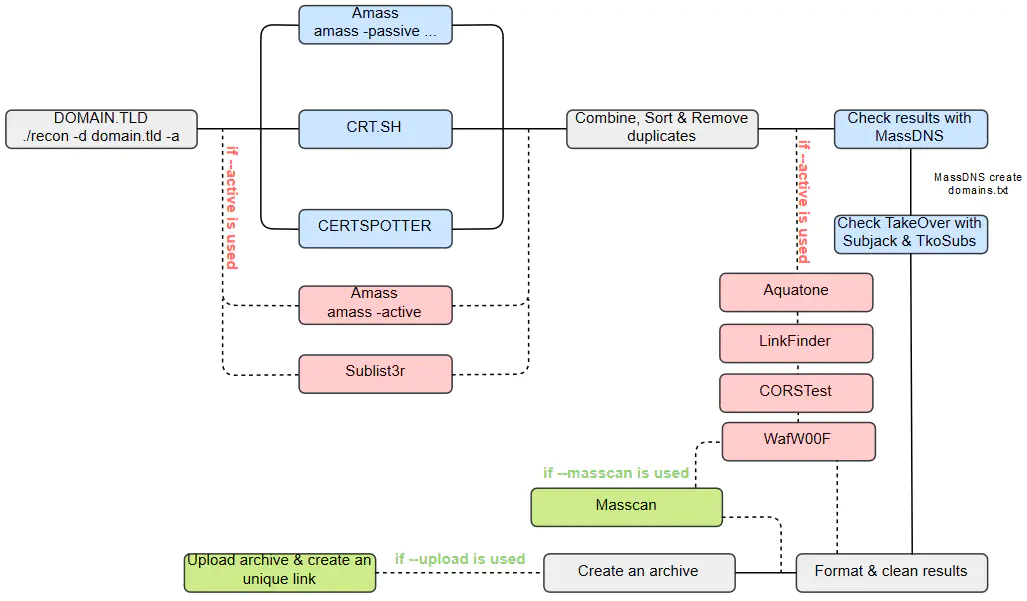 Amass
amass -passive ...
DOMAIN.TLD
./recon -d domain.tld -a
CRT.SH
Combine, Sort & Remove
duplicates
Check results with
MassDNS
if --active is used
if --active is used
MassDNS create
domains.txt
CERTSPOTTER
Check TakeOver with
Subjack & TkoSubs
Amass
amass -active
Aquatone
LinkFinder
Sublist3r
CORSTest
WafW00F
if --masscan is used
Masscan
Upload archive & create an
unique link
if --upload is used
Create an archive
Format & clean results